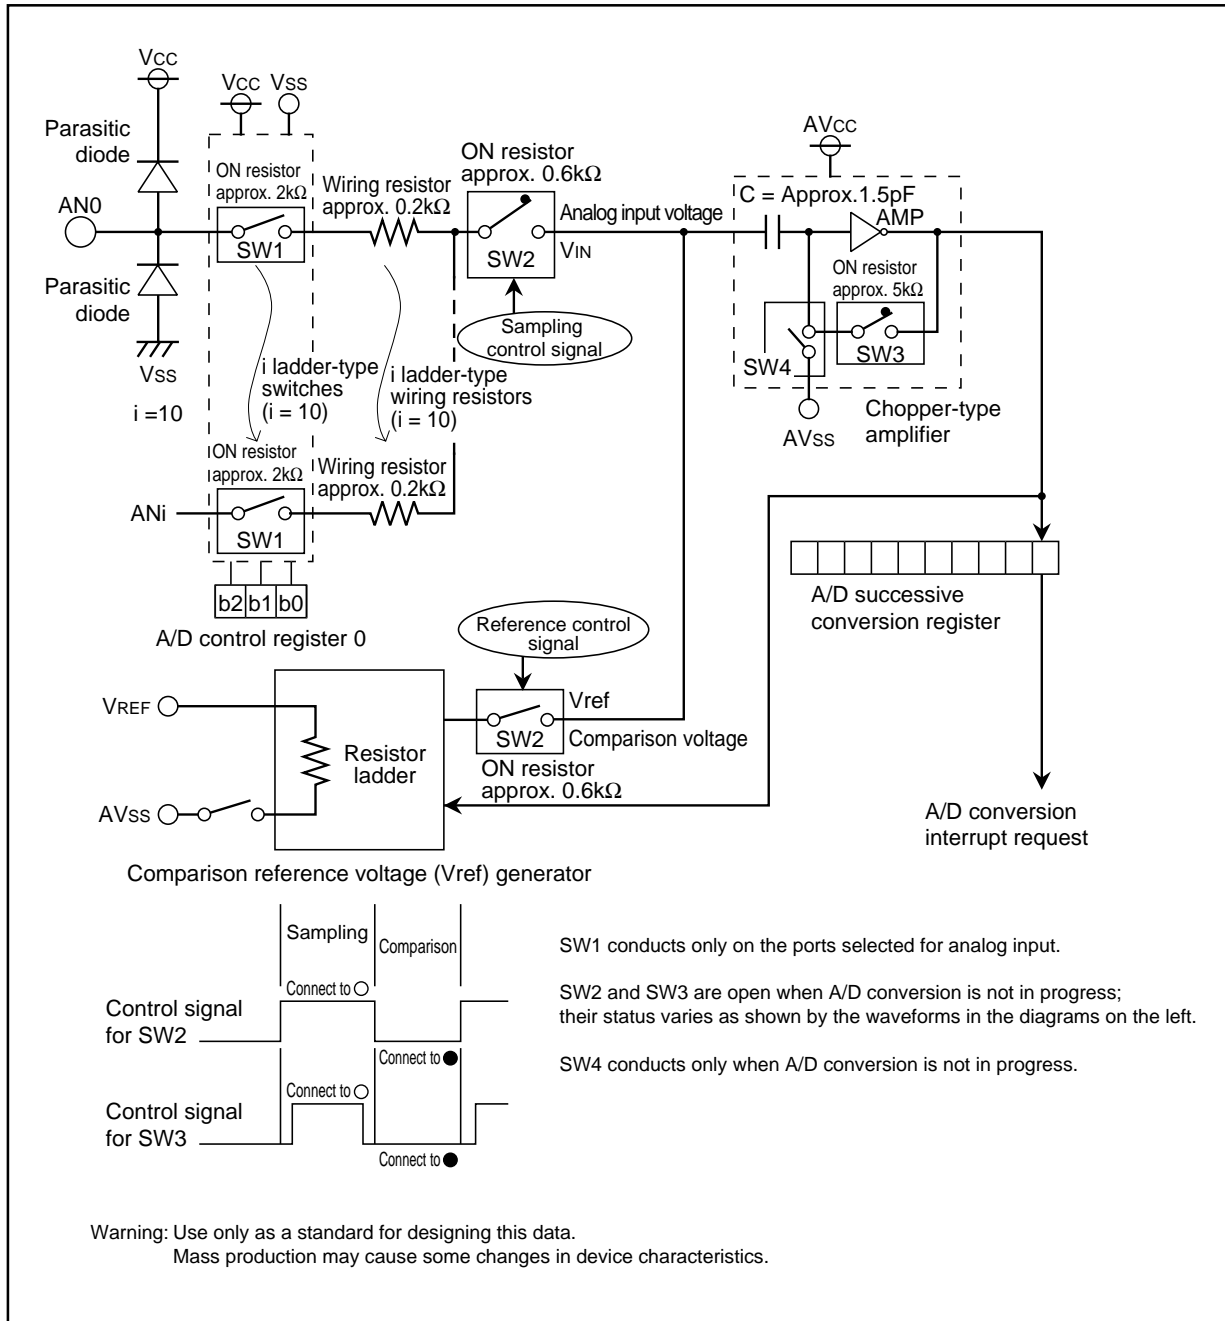 VCC
VCC
VSS
AVCC
Parasitic
diode
ON resistor
approx. 2kΩ
Wiring resistor
approx. 0.2kΩ
ON resistor
approx. 0.6kΩ
C = Approx.1.5pF
AMP
AN0
SW1
SW2
Analog input voltage
VIN
ON resistor
approx. 5kΩ
Parasitic
diode
Sampling
control signal
SW4
SW3
VSS
i =10
i ladder-type
switches
(i = 10)
i ladder-type
wiring resistors
(i = 10)
AVSS
Chopper-type
amplifier
ON resistor
approx. 2kΩ
Wiring resistor
approx. 0.2kΩ
ANi
SW1
b2 b1 b0
A/D control register 0
A/D successive
conversion register
Reference control
signal
VREF
Resistor
ladder
Vref
SW2
Comparison voltage
ON resistor
approx. 0.6kΩ
AVSS
A/D conversion
interrupt request
Comparison reference voltage (Vref) generator
Sampling
Comparison
Connect to ○
Control signal
for SW2
Connect to ●
Connect to ○
Control signal
for SW3
Connect to ●
SW1 conducts only on the ports selected for analog input.
SW2 and SW3 are open when A/D conversion is not in progress;
their status varies as shown by the waveforms in the diagrams on the left.
SW4 conducts only when A/D conversion is not in progress.
Warning: Use only as a standard for designing this data.
Mass production may cause some changes in device characteristics.